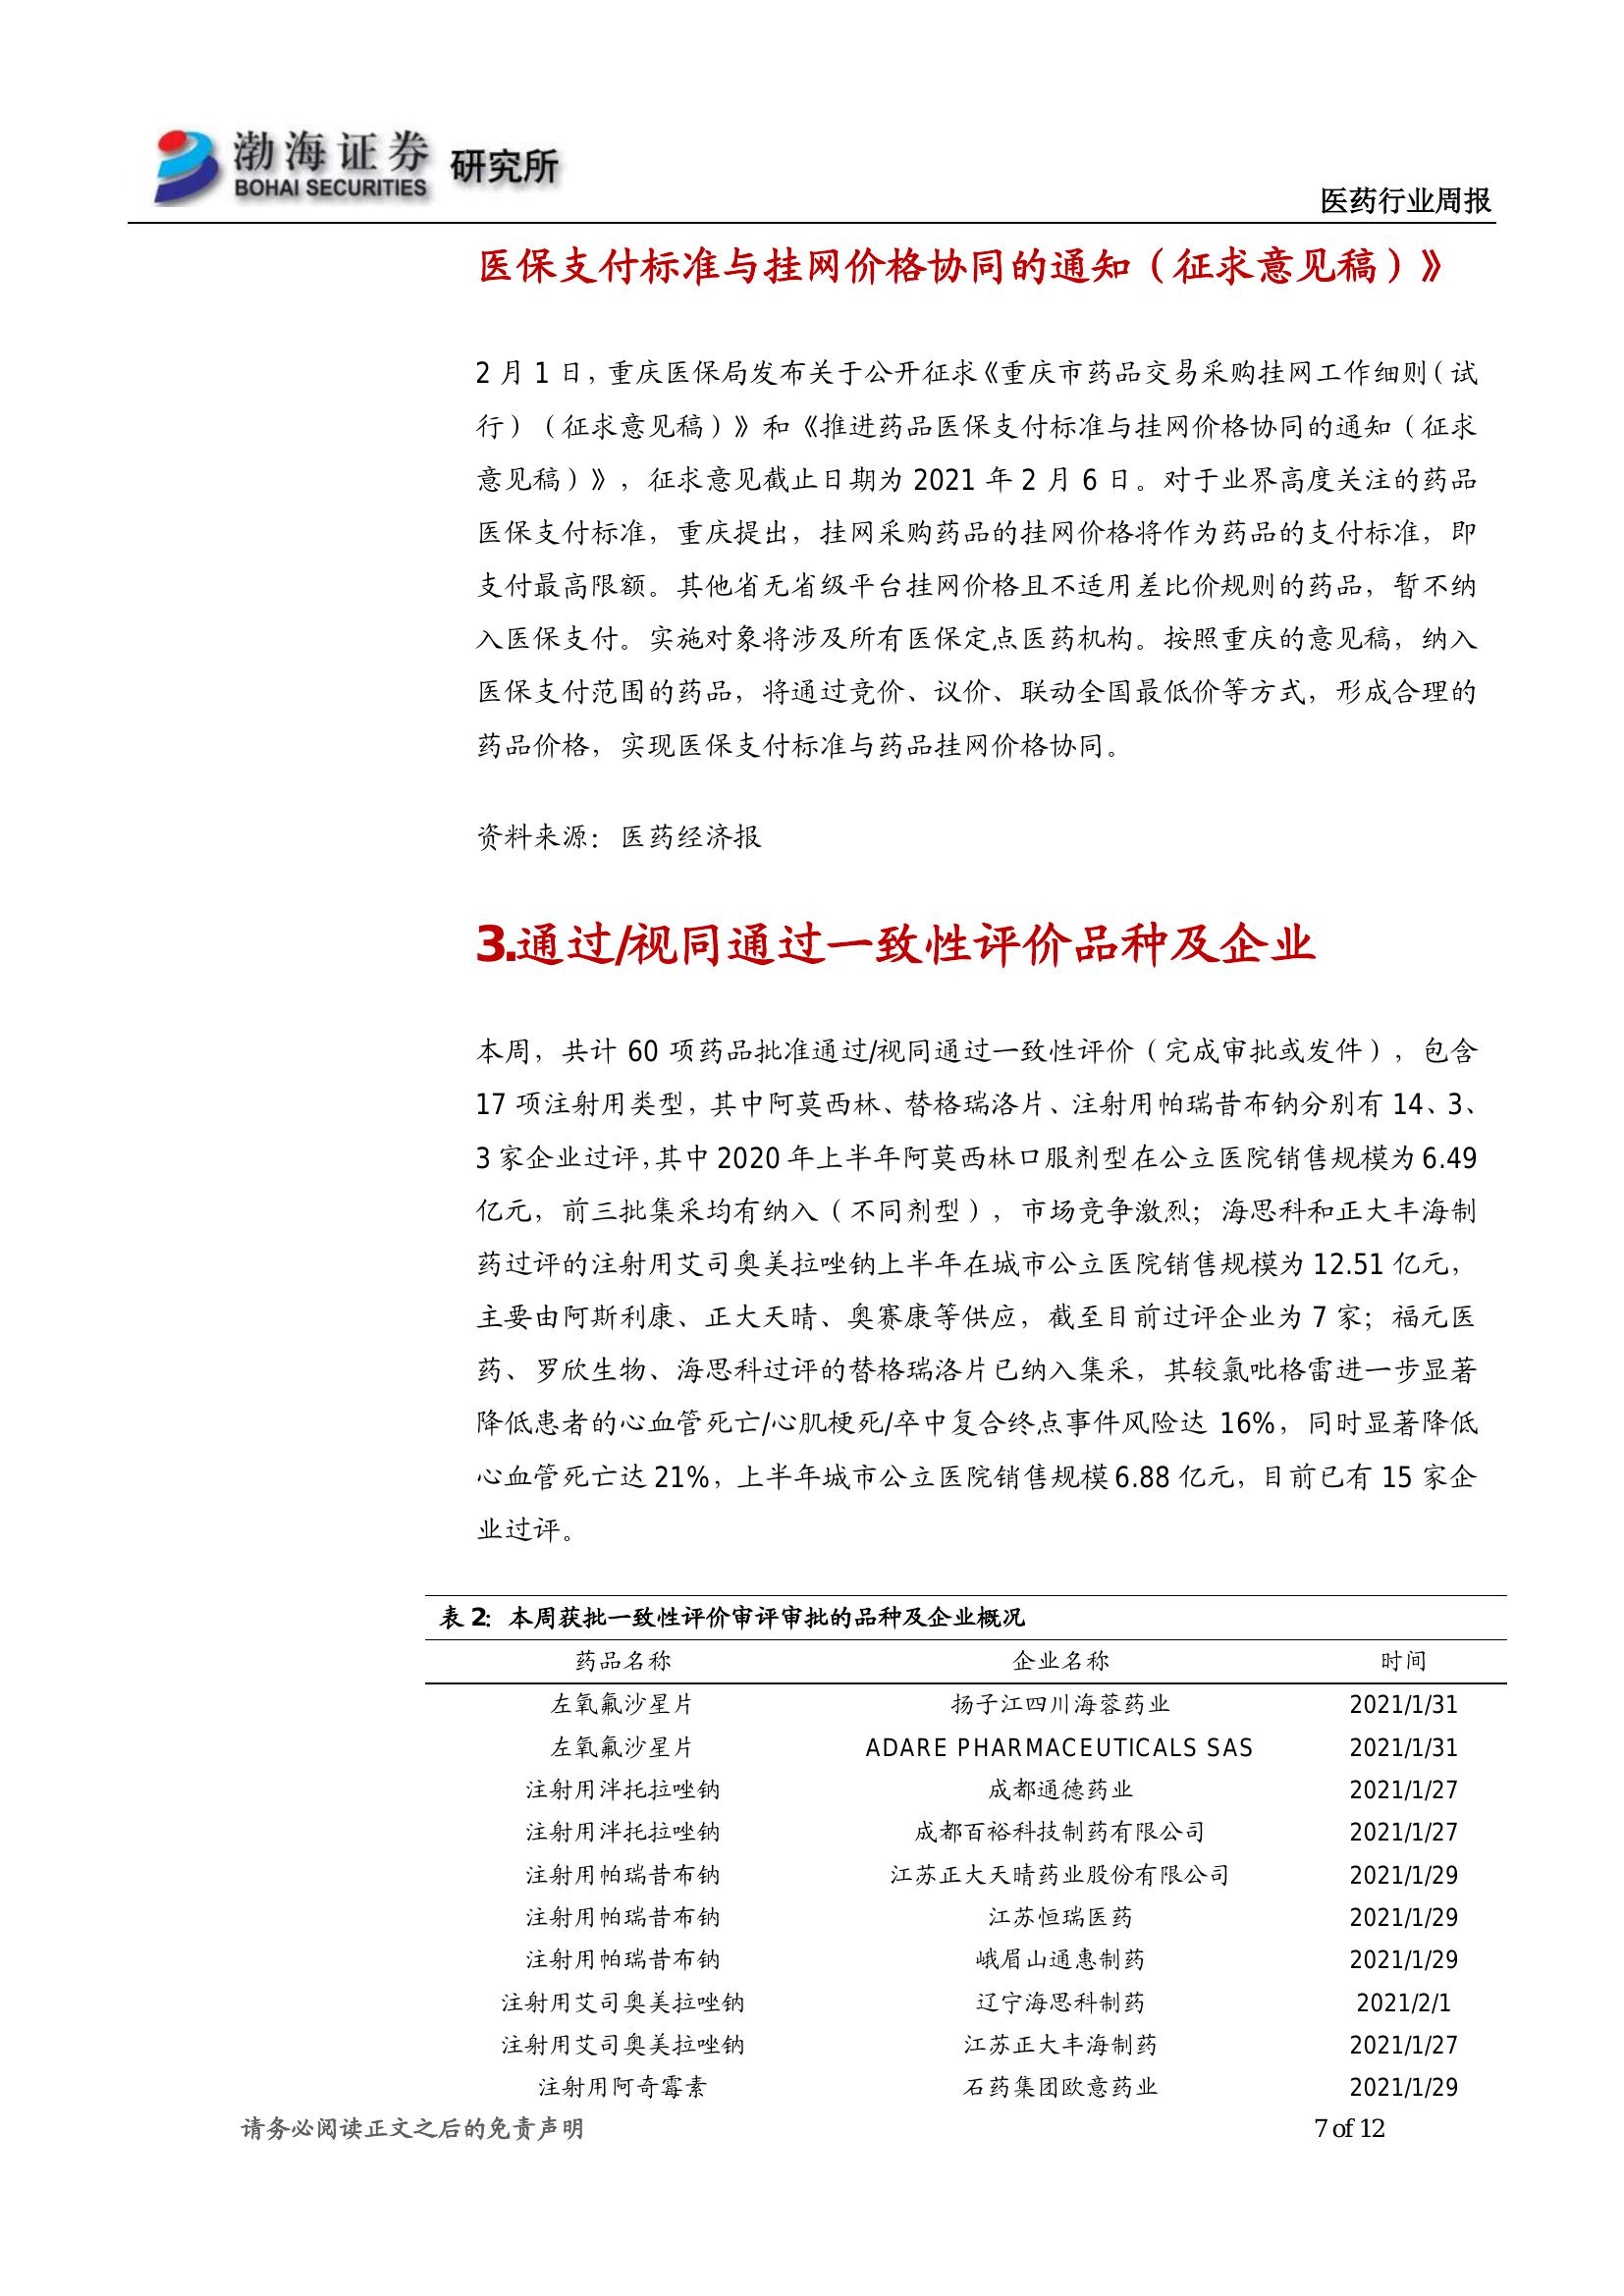 渤海证券 研究所
BOHAI SECURITIES
医药行业周报
医保支付标准与挂网价格协同的通知（征求意见稿）》
2 月 1 日，重庆医保局发布关于公开征求《重庆市药品交易采购挂网工作细则（试
行）（征求意见稿）》和《推进药品医保支付标准与挂网价格协同的通知（征求
意见稿）》，征求意见截止日期为 2021 年 2 月 6 日。对于业界高度关注的药品
医保支付标准，重庆提出，挂网采购药品的挂网价格将作为药品的支付标准，即
支付最高限额。其他省无省级平台挂网价格且不适用差比价规则的药品，暂不纳
入医保支付。实施对象将涉及所有医保定点医药机构。按照重庆的意见稿，纳入
医保支付范围的药品，将通过竞价、议价、联动全国最低价等方式，形成合理的
药品价格，实现医保支付标准与药品挂网价格协同。
资料来源：医药经济报
3.通过/视同通过一致性评价品种及企业
本周，共计 60 项药品批准通过/视同通过一致性评价（完成审批或发件），包含
17 项注射用类型，其中阿莫西林、替格瑞洛片、注射用帕瑞昔布钠分别有 14、3、
3 家企业过评，其中 2020 年上半年阿莫西林口服剂型在公立医院销售规模为 6.49
亿元，前三批集采均有纳入（不同剂型），市场竞争激烈；海思科和正大丰海制
药过评的注射用艾司奥美拉唑钠上半年在城市公立医院销售规模为 12.51 亿元，
主要由阿斯利康、正大天晴、奥赛康等供应，截至目前过评企业为 7 家；福元医
药、罗欣生物、海思科过评的替格瑞洛片已纳入集采，其较氯吡格雷进一步显著
降低患者的心血管死亡/心肌梗死/卒中复合终点事件风险达 16%，同时显著降低
心血管死亡达 21%，上半年城市公立医院销售规模 6.88 亿元，目前已有 15 家企
业过评。
表 2：本周获批一致性评价审评审批的品种及企业概况
药品名称 企业名称 时间
左氧氟沙星片 扬子江四川海蓉药业 2021/1/31
左氧氟沙星片 ADARE PHARMACEUTICALS SAS 2021/1/31
注射用泮托拉唑钠 成都通德药业 2021/1/27
注射用泮托拉唑钠 成都百裕科技制药有限公司 2021/1/27
注射用帕瑞昔布钠 江苏正大天晴药业股份有限公司 2021/1/29
注射用帕瑞昔布钠 江苏恒瑞医药 2021/1/29
注射用帕瑞昔布钠 峨眉山通惠制药 2021/1/29
注射用艾司奥美拉唑钠 辽宁海思科制药 2021/2/1
注射用艾司奥美拉唑钠 江苏正大丰海制药 2021/1/27
注射用阿奇霉素 石药集团欧意药业 2021/1/29
请务必阅读正文之后的免责声明 7 of 12